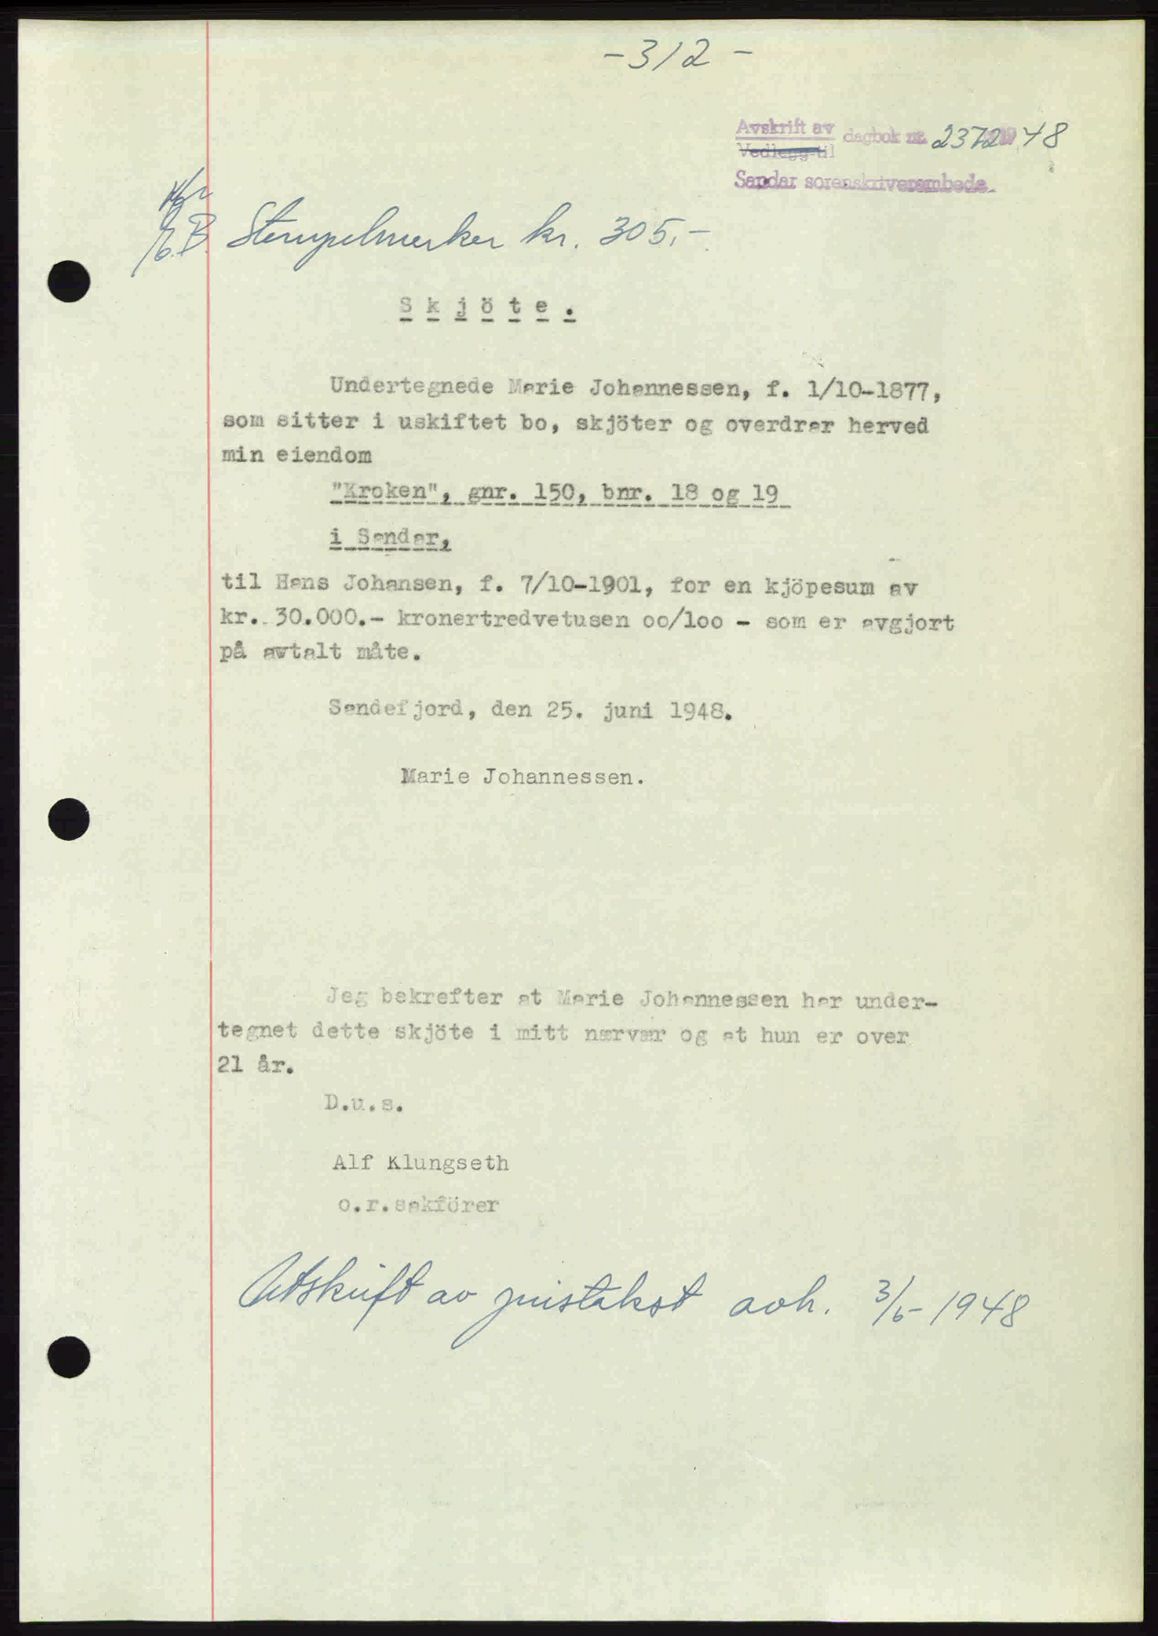 - 312 -
Avskrift av
Vedlegg til
dagbok nr. 2372 1948
Sandar sorenskriverembede
Stempelmerker kr. 305,-
Skjöte.
Undertegnede Marie Johannessen, f. 1/10-1877,
som sitter i uskiftet bo, skjöter og overdrar herved
min eiendom
"Kroken", gnr. 150, bnr. 18 og 19
i Sandar,
til Hans Johansen, f. 7/10-1901, for en kjöpesum av
kr. 30.000.- kronertredvetusen oo/loo - som er avgjort
på avtalt måte.
Sandefjord, den 25. juni 1948.
Marie Johannessen.
Jeg bekrefter at Marie Johannessen har under-
tegnet dette skjöte i mitt nærvær og at hun er over
21 år.
D.u.s.
Alf Klungseth
o.r.sakförer
Utskrift av pristakst avh. 3/6-1948